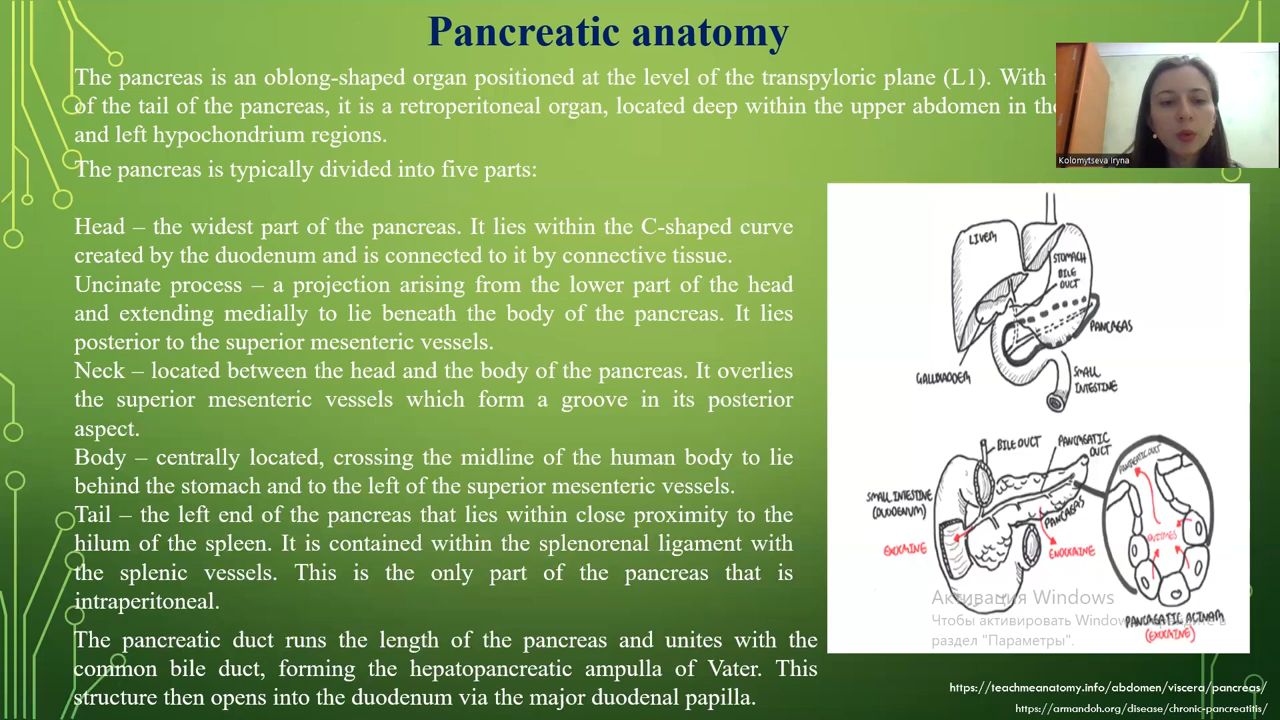 Pancreatic anatomy
The pancreas is an oblong-shaped organ positioned at the level of the transpyloric plane (L1). With
of the tail of the pancreas, it is a retroperitoneal organ, located deep within the upper abdomen in the
and left hypochondrium regions.
The pancreas is typically divided into five parts:
Head – the widest part of the pancreas. It lies within the C-shaped curve
created by the duodenum and is connected to it by connective tissue.
Uncinate process – a projection arising from the lower part of the head
and extending medially to lie beneath the body of the pancreas. It lies
posterior to the superior mesenteric vessels.
Neck – located between the head and the body of the pancreas. It overlies
the superior mesenteric vessels which form a groove in its posterior
aspect.
Body – centrally located, crossing the midline of the human body to lie
behind the stomach and to the left of the superior mesenteric vessels.
Tail – the left end of the pancreas that lies within close proximity to the
hilum of the spleen. It is contained within the splenorenal ligament with
the splenic vessels. This is the only part of the pancreas that is
intraperitoneal.
The pancreatic duct runs the length of the pancreas and unites with the
common bile duct, forming the hepatopancreatic ampulla of Vater. This
structure then opens into the duodenum via the major duodenal papilla.
Kolomytseva iryna
LIVER
STOMACH
BILE
DUCT
PANCREAS
GALLBLADDER
SMALL
INTESTINE
BILE DUCT
PANCREATIC
DUCT
SMALL INTESTINE
(DUODENUM)
PANCREAS
EXOCRINE
ENDOCRINE
PANCREATIC DUCT
ENZYMES
PANCREATIC ACINAR
(EXOCRINE)
Активация Windows
Чтобы активировать Windows
раздел "Параметры".
https://teachmeanatomy.info/abdomen/viscera/pancreas/
https://armandoh.org/disease/chronic-pancreatitis/